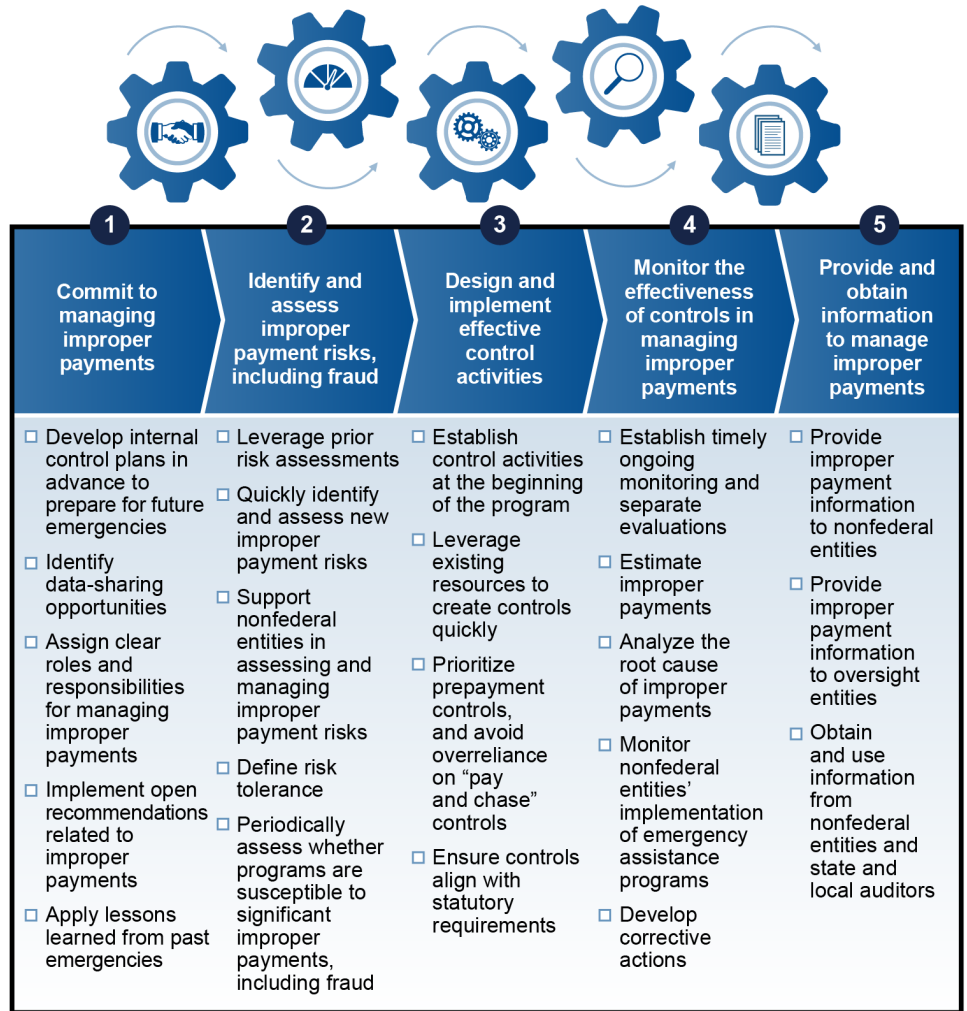 1
Commit to
managing
improper
payments
2
Identify and
assess
improper
payment risks,
including fraud
3
Design and
implement
effective
control
activities
4
Monitor the
effectiveness
of controls in
managing
improper
payments
5
Provide and
obtain
information
to manage
improper
payments
Develop internal
control plans in
advance to
prepare for future
emergencies
Identify
data-sharing
opportunities
Assign clear
roles and
responsibilities
for managing
improper
payments
Implement open
recommendations
related to
improper
payments
Apply lessons
learned from past
emergencies
Leverage prior
risk assessments
Quickly identify
and assess new
improper
payment risks
Support
nonfederal
entities in
assessing and
managing
improper
payment risks
Define risk
tolerance
Periodically
assess whether
programs are
susceptible to
significant
improper
payments,
including fraud
Establish
control activities
at the beginning
of the program
Leverage
existing
resources to
create controls
quickly
Prioritize
prepayment
controls,
and avoid
overreliance
on “pay
and chase”
controls
Ensure controls
align with
statutory
requirements
Establish timely
ongoing
monitoring and
separate
evaluations
Estimate
improper
payments
Analyze the
root cause
of improper
payments
Monitor
nonfederal
entities’
implementation
of emergency
assistance
programs
Develop
corrective
actions
Provide
improper
payment
information
to nonfederal
entities
Provide
improper
payment
information
to oversight
entities
Obtain
and use
information
from
nonfederal
entities and
state and
local auditors